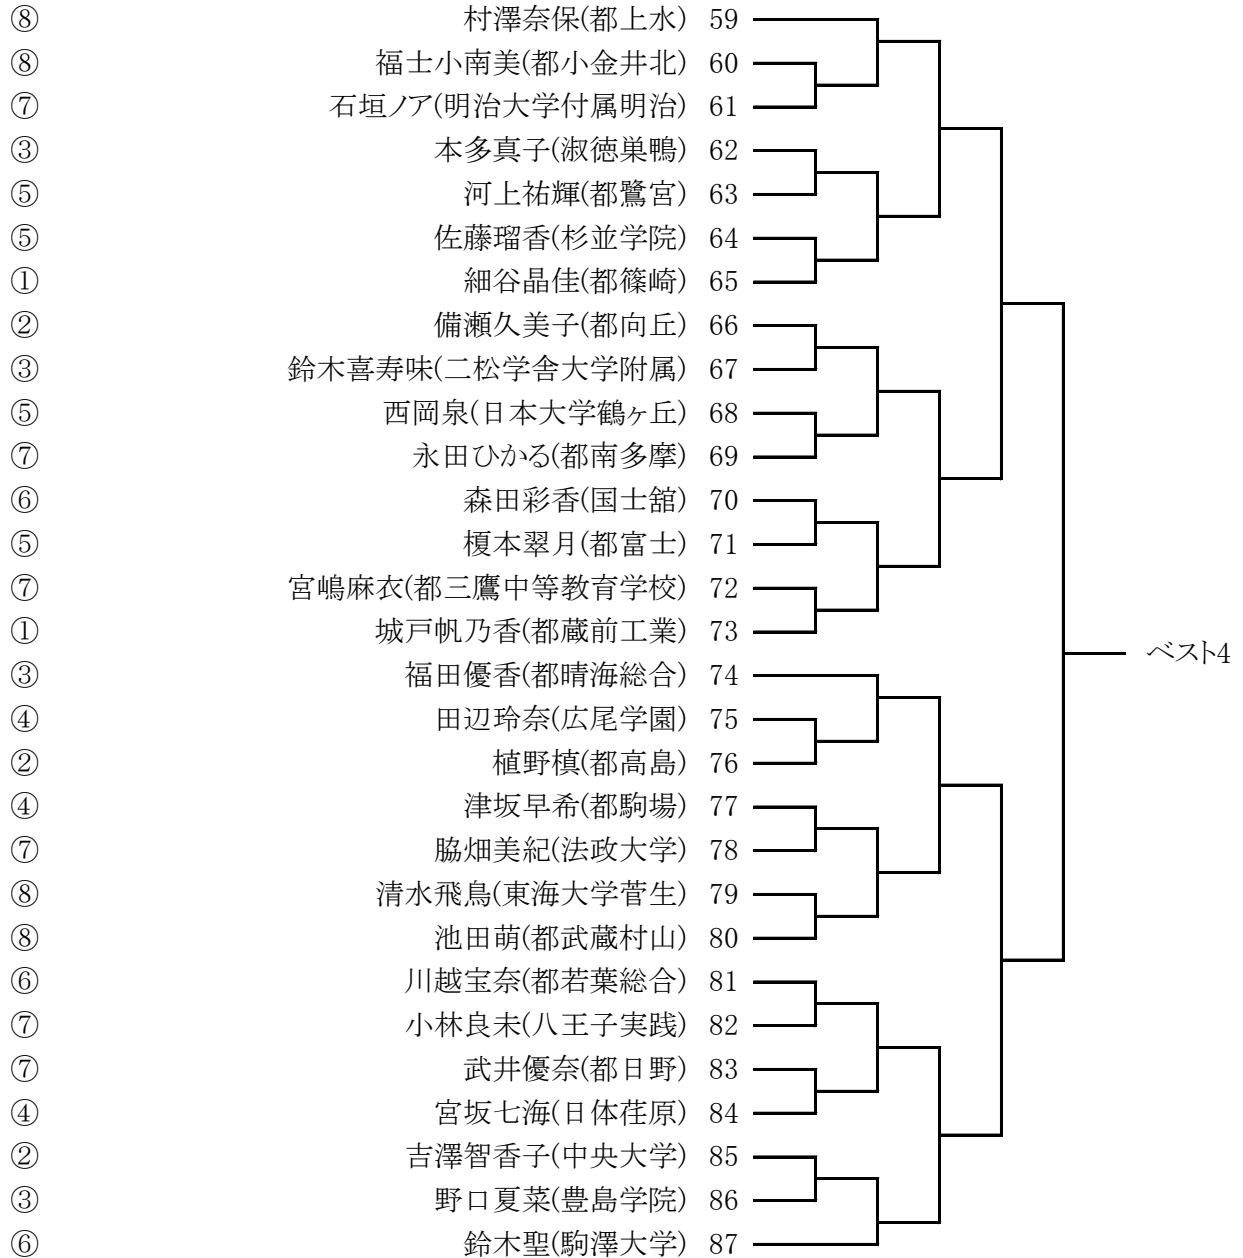 ⑧ 村澤奈保(都上水) 59
⑧ 福士小南美(都小金井北) 60
⑦ 石垣ノア(明治大学付属明治) 61
③ 本多真子(淑徳巣鴨) 62
⑤ 河上祐輝(都鷺宮) 63
⑤ 佐藤瑠香(杉並学院) 64
① 細谷晶佳(都篠崎) 65
② 備瀬久美子(都向丘) 66
③ 鈴木喜寿味(二松学舎大学附属) 67
⑤ 西岡泉(日本大学鶴ヶ丘) 68
⑦ 永田ひかる(都南多摩) 69
⑥ 森田彩香(国士舘) 70
⑤ 榎本翠月(都富士) 71
⑦ 宮嶋麻衣(都三鷹中等教育学校) 72
① 城戸帆乃香(都蔵前工業) 73
ベスト4
③ 福田優香(都晴海総合) 74
④ 田辺玲奈(広尾学園) 75
② 植野槙(都高島) 76
④ 津坂早希(都駒場) 77
⑦ 脇畑美紀(法政大学) 78
⑧ 清水飛鳥(東海大学菅生) 79
⑧ 池田萌(都武蔵村山) 80
⑥ 川越宝奈(都若葉総合) 81
⑦ 小林良未(八王子実践) 82
⑦ 武井優奈(都日野) 83
④ 宮坂七海(日体荏原) 84
② 吉澤智香子(中央大学) 85
③ 野口夏菜(豊島学院) 86
⑥ 鈴木聖(駒澤大学) 87